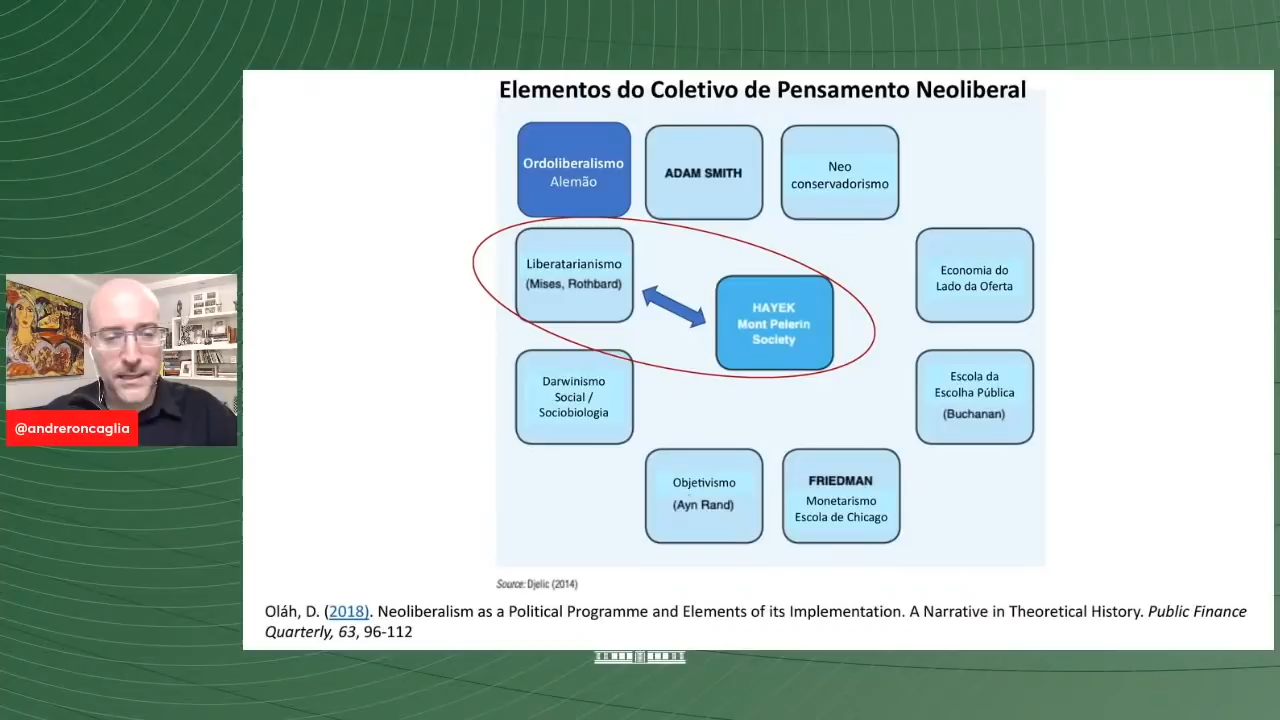 Elementos do Coletivo de Pensamento Neoliberal
Ordoliberalismo
Alemão
ADAM SMITH
Neo
conservadorismo
Liberatarianismo
(Mises, Rothbard)
HAYEK
Mont Pelerin
Society
Economia do
Lado da Oferta
Darwinismo
Social /
Sociobiologia
Escola da
Escolha Pública
(Buchanan)
Objetivismo
(Ayn Rand)
FRIEDMAN
Monetarismo
Escola de Chicago
Source: Djelic (2014)
Oláh, D. (2018). Neoliberalism as a Political Programme and Elements of its Implementation. A Narrative in Theoretical History. Public Finance
Quarterly, 63, 96-112
@andreroncaglia